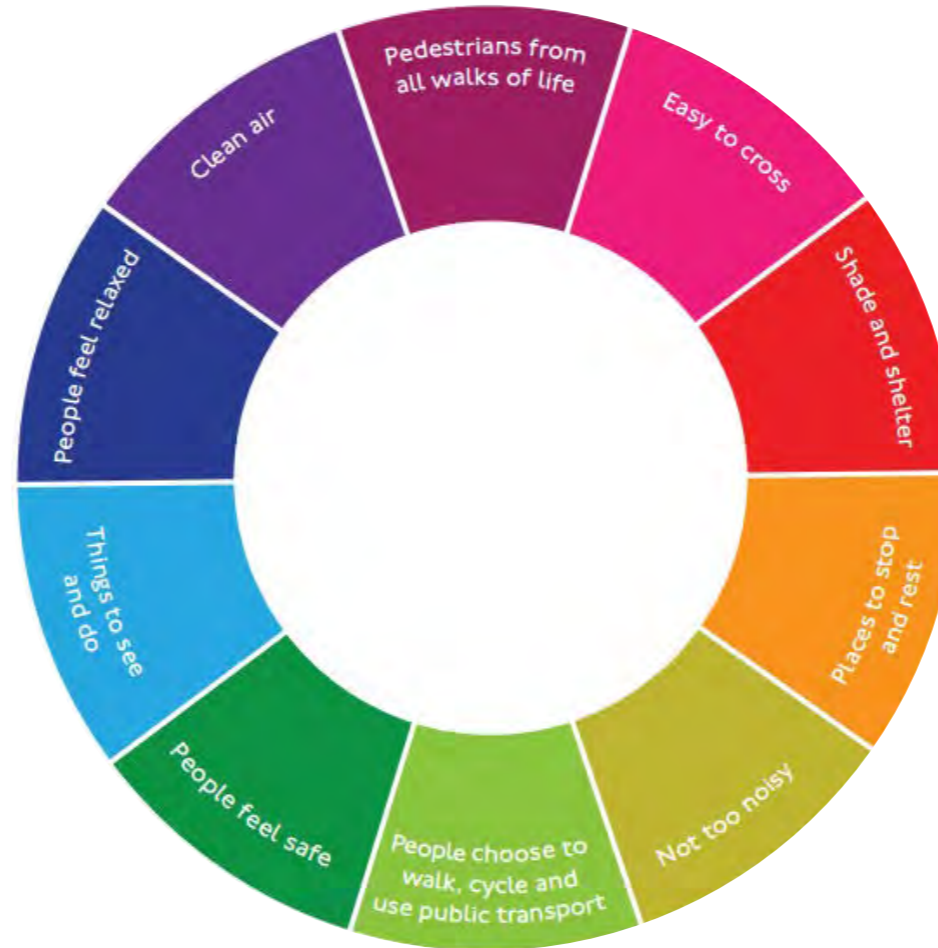 Pedestrians from
all walks of life
Easy to cross
Shade and shelter
Places to stop
and rest
Not too noisy
People choose to
walk, cycle and
use public transport
People feel safe
Things to see
and do
People feel relaxed
Clean air